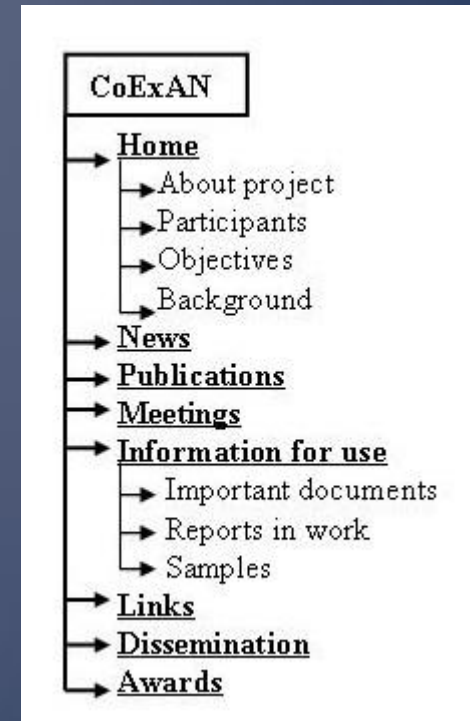 CoExAN
Home
About project
Participants
Objectives
Background
News
Publications
Meetings
Information for use
Important documents
Reports in work
Samples
Links
Dissemination
Awards